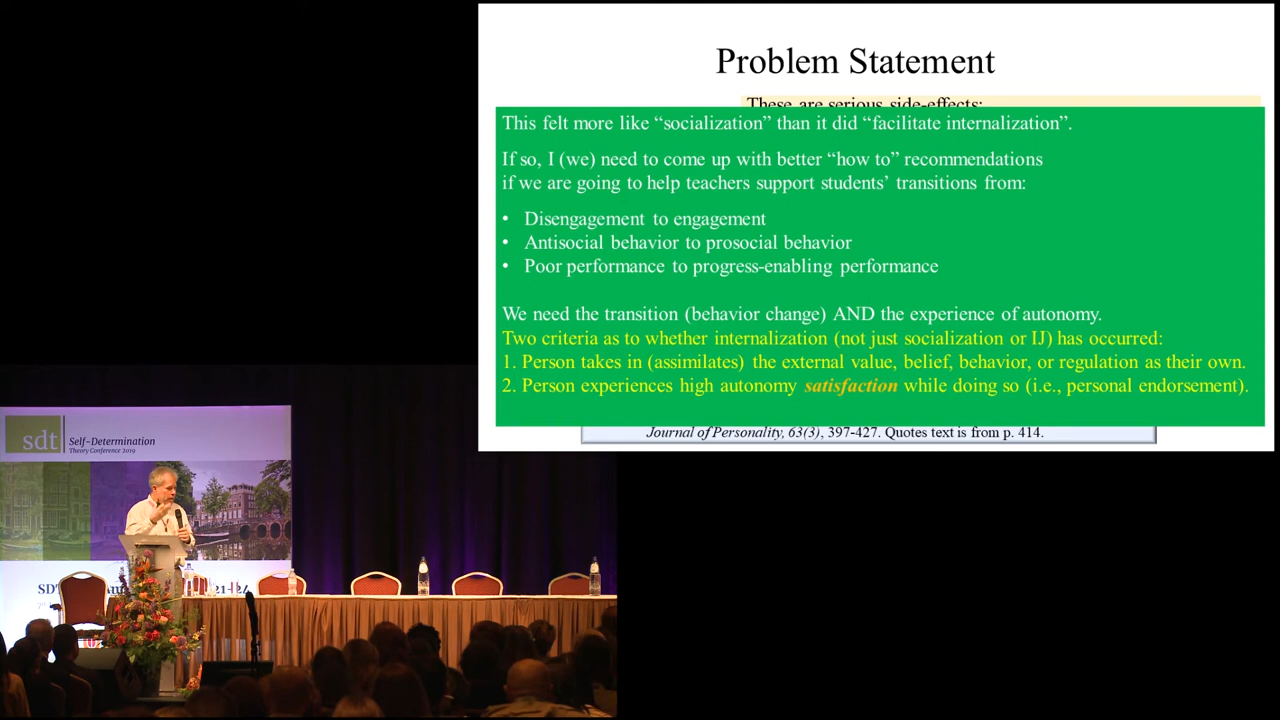 Problem Statement
These are serious side-effects:
This felt more like “socialization” than it did “facilitate internalization”.
If so, I (we) need to come up with better “how to” recommendations
if we are going to help teachers support students’ transitions from:
• Disengagement to engagement
• Antisocial behavior to prosocial behavior
• Poor performance to progress-enabling performance
We need the transition (behavior change) AND the experience of autonomy.
Two criteria as to whether internalization (not just socialization or IJ) has occurred:
1. Person takes in (assimilates) the external value, belief, behavior, or regulation as their own.
2. Person experiences high autonomy satisfaction while doing so (i.e., personal endorsement).
Journal of Personality, 63(3), 397-427. Quotes text is from p. 414.
sdt
Self-Determination
Theory Conference 2019